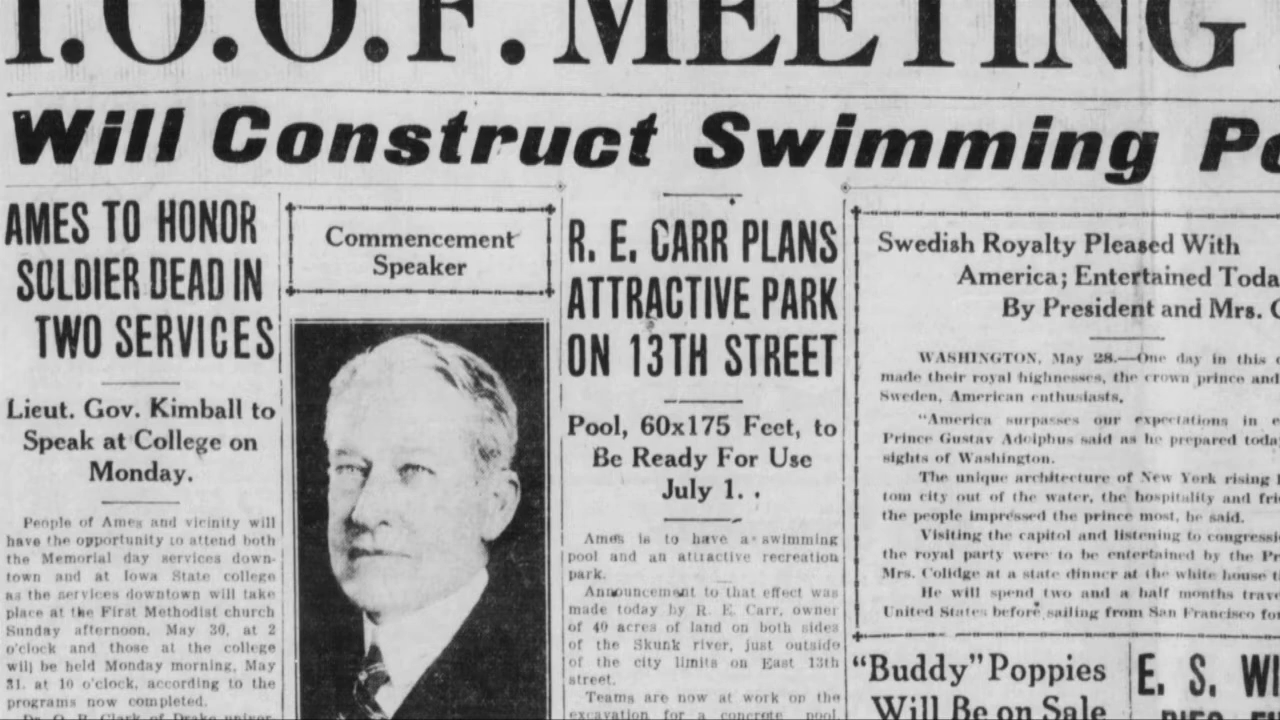 I.O.O.F. MEETING
Will Construct Swimming
AMES TO HONOR
SOLDIER DEAD IN
TWO SERVICES
Lieut. Gov. Kimball to
Speak at College on
Monday.
People of Ames and vicinity will
have the opportunity to attend both
the Memorial day services down-
town and at Iowa State college
as the services downtown will take
place at the First Methodist church
Sunday afternoon, May 30, at 2
o'clock and those at the college
will be held Monday morning, May
31, at 10 o'clock, according to the
programs now completed.
Commencement
Speaker
R. E. CARR PLANS
ATTRACTIVE PARK
ON 13TH STREET
Pool, 60x175 Feet, to
Be Ready For Use
July 1.
Ames is to have a swimming
pool and an attractive recreation
park.
Announcement to that effect was
made today by R. E. Carr, owner
of 40 acres of land on both sides
of the Skunk river, just outside
of the city limits on East 13th
street.
Teams are now at work on the
excavation for a concrete pool,
Swedish Royalty Pleased With
America; Entertained
By President and Mrs.
WASHINGTON, May 28.—One day in this
made their royal highnesses, the crown prince and
Sweden, American enthusiasts.
"America surpasses our expectations in
Prince Gustav Adolphus said as he prepared
sights of Washington.
The unique architecture of New York rising
tom city out of the water, the hospitality and
the people impressed the prince most, he said.
Visiting the capitol and listening to
the royal party were to be entertained by the
Mrs. Colidge at a state dinner at the white house
He will spend two and a half months
United States before sailing from San Francisco
"Buddy" Poppies
Will Be on Sale
E. S.